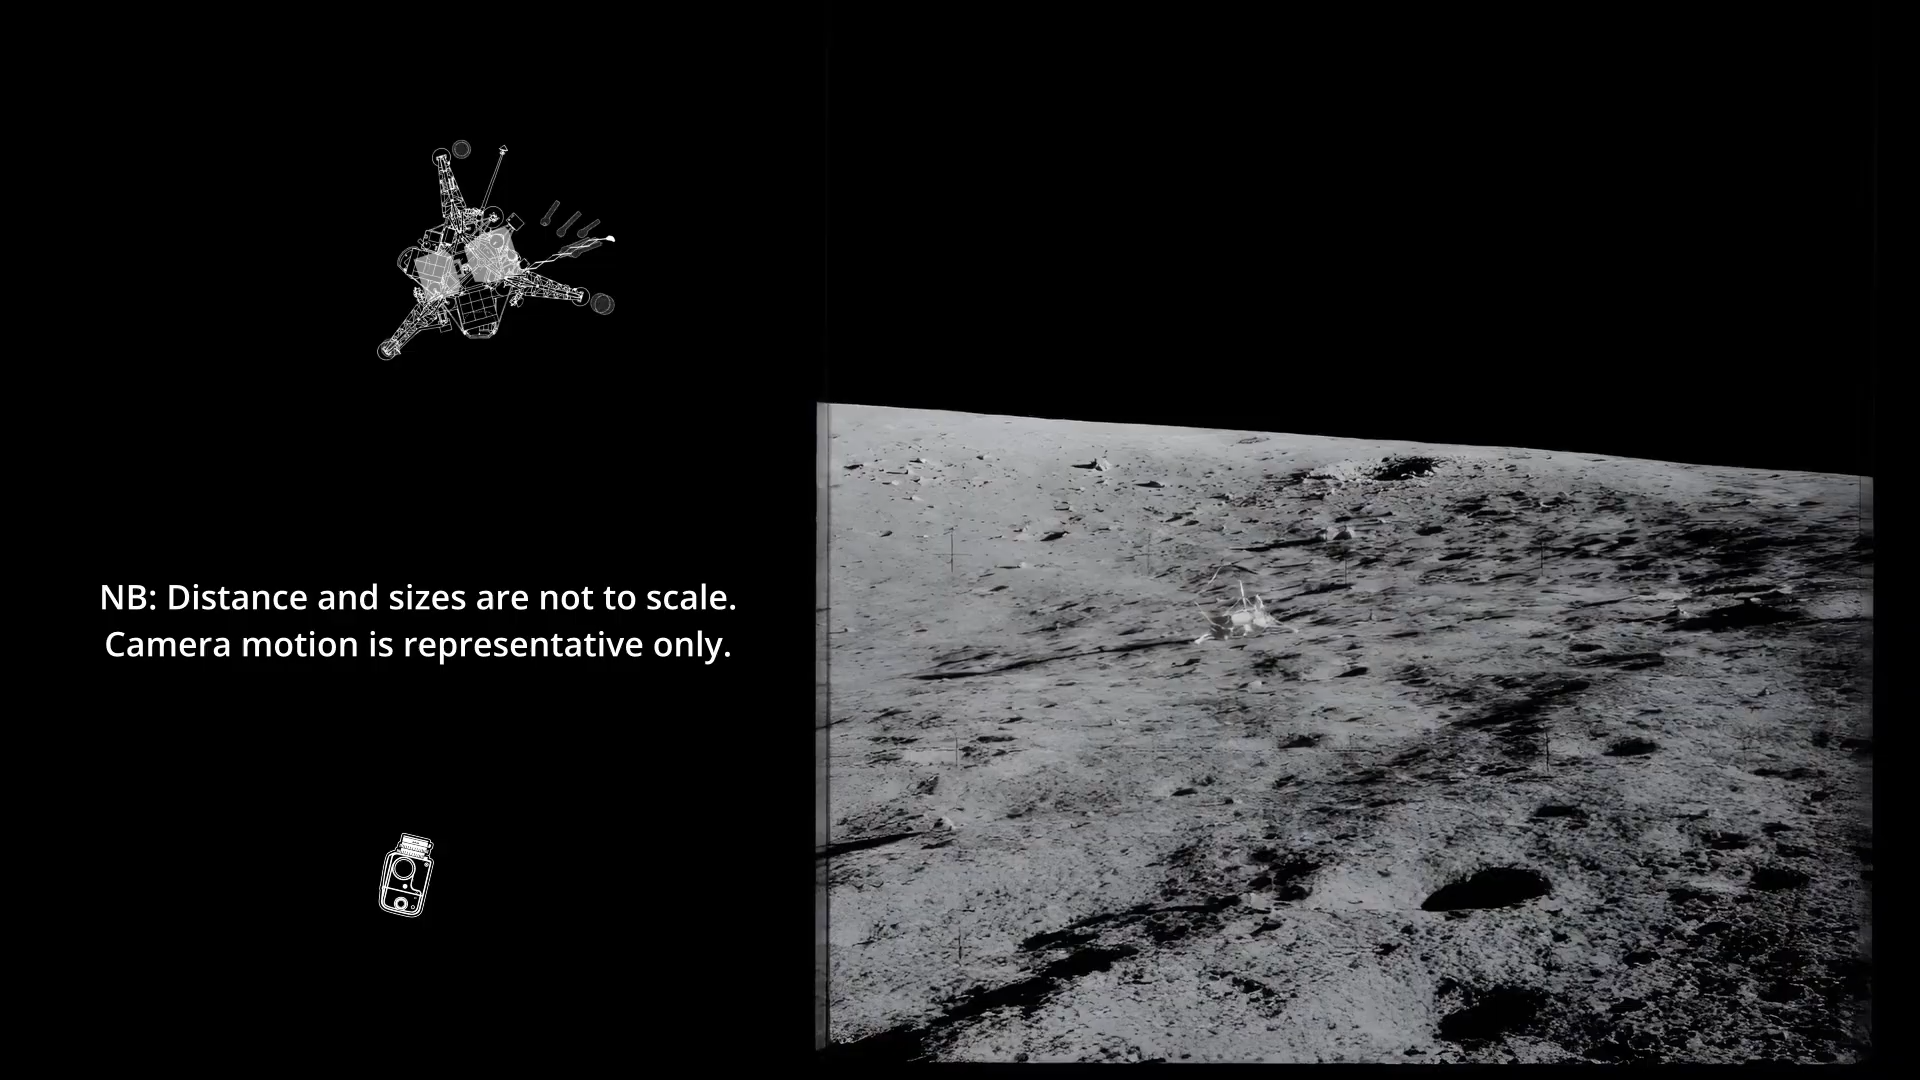 NB: Distance and sizes are not to scale.
Camera motion is representative only.